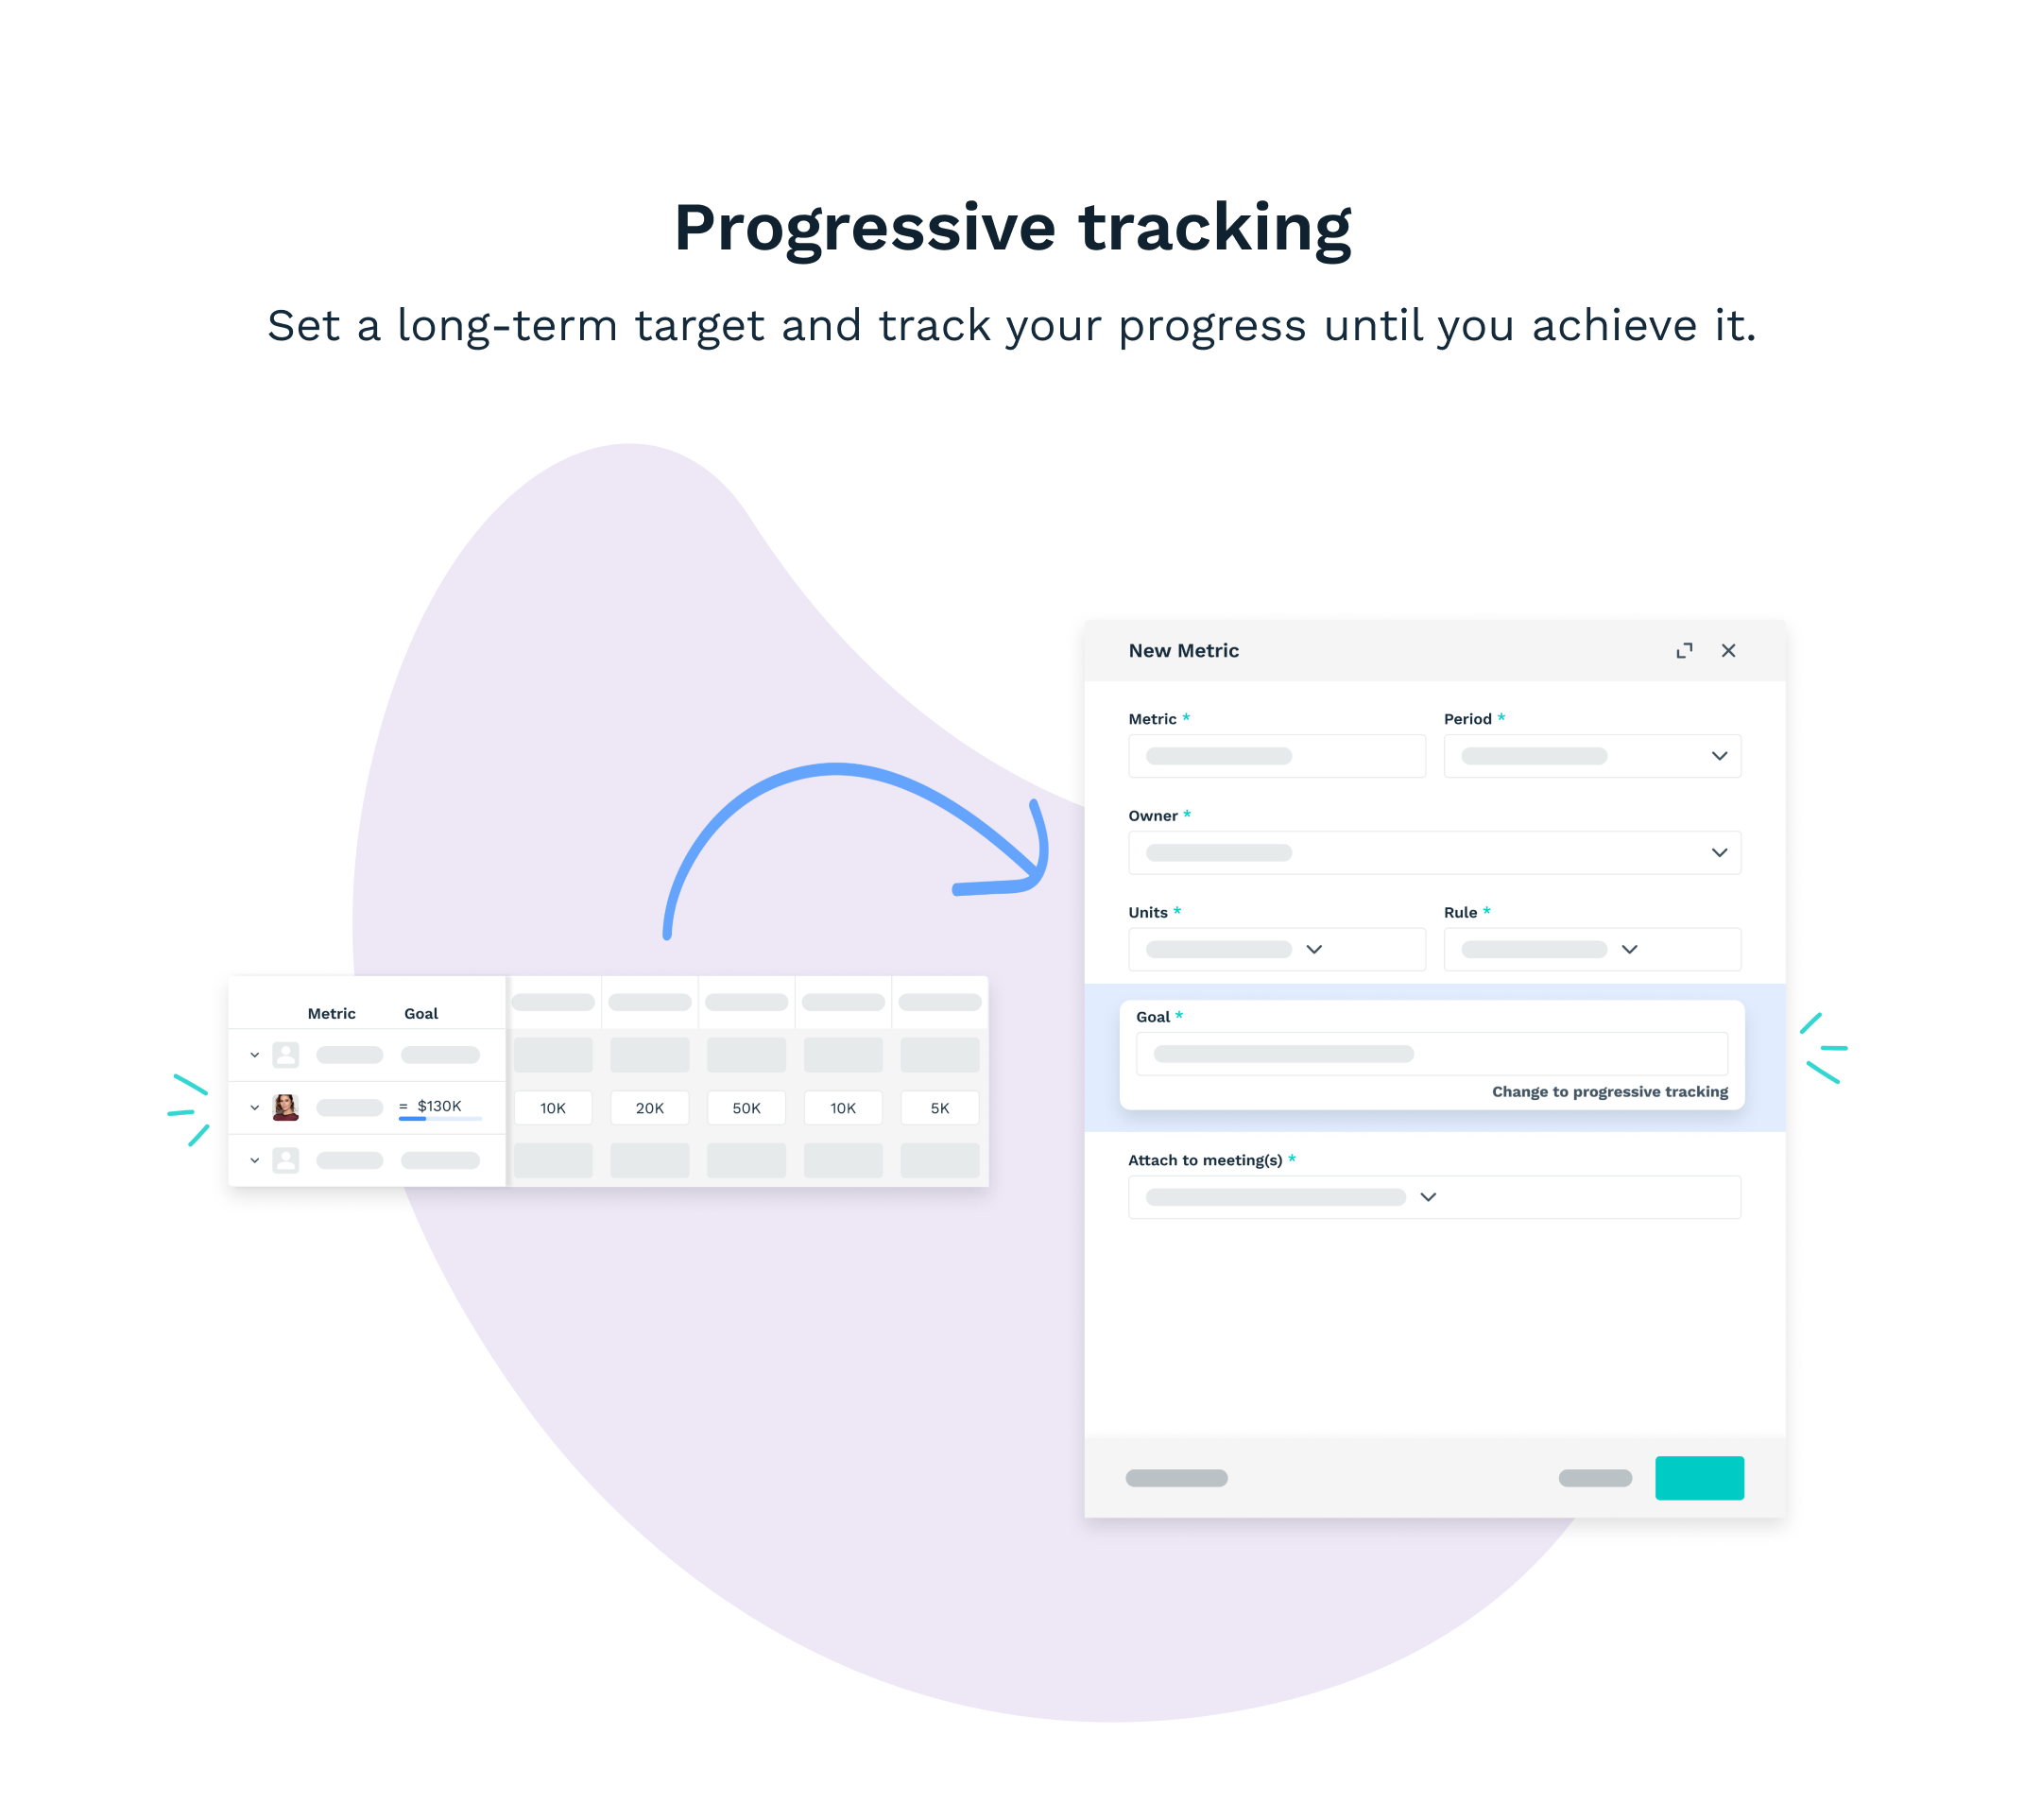 Progressive tracking
Set a long-term target and track your progress until you achieve it.
New Metric
Metric *
Period *
Owner *
Units *
Rule *
Goal *
Change to progressive tracking
Attach to meeting(s) *
Metric Goal
= $130K 10K 20K 50K 10K 5K